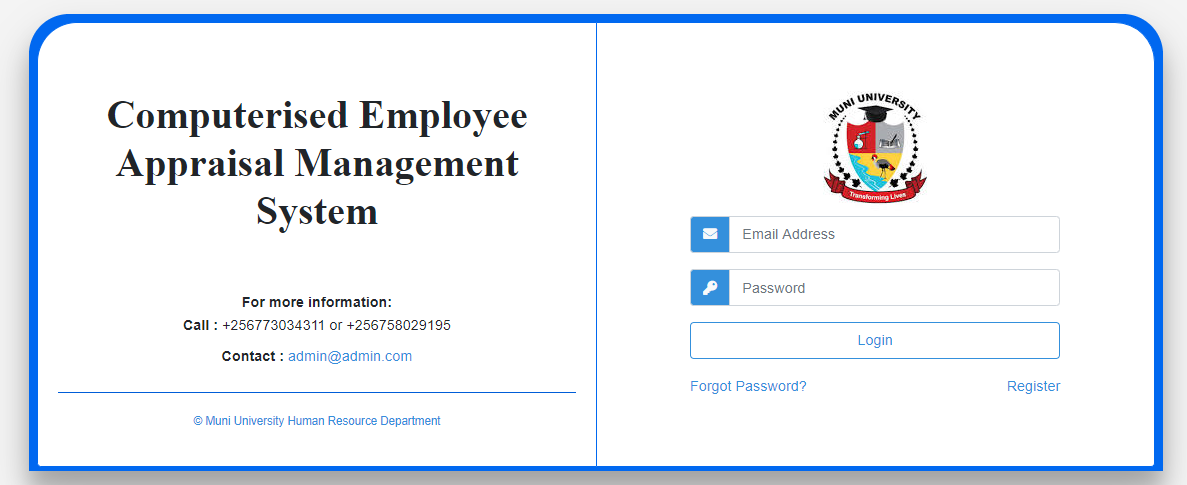 Computerised Employee
Appraisal Management
System
For more information:
Call : +256773034311 or +256758029195
Contact : admin@admin.com
© Muni University Human Resource Department
MUNI UNIVERSITY
Transforming Lives
Email Address
Password
Login
Forgot Password? Register